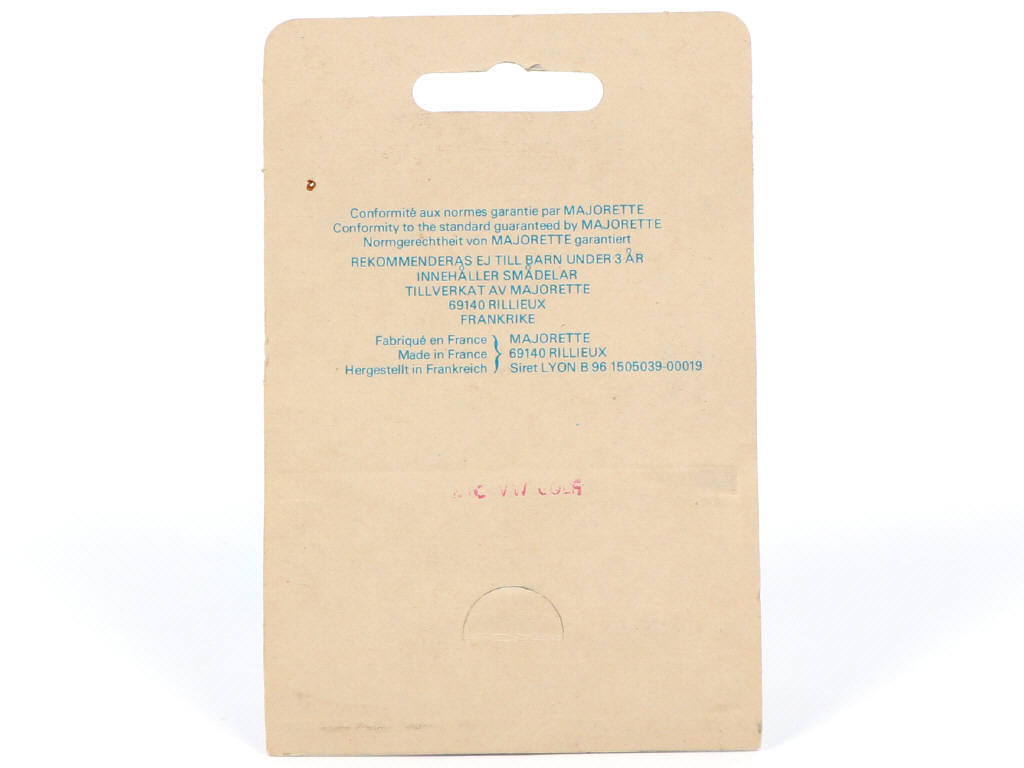 Conformité aux normes garantie par MAJORETTE
Conformity to the standard guaranteed by MAJORETTE
Normgerechtheit von MAJORETTE garantiert
REKOMMENDERAS EJ TILL BARN UNDER 3 ÅR
INNEHÅLLER SMÅDELAR
TILLVERKAT AV MAJORETTE
69140 RILLIEUX
FRANKRIKE
Fabriqué en France
Made in France
Hergestellt in Frankreich
MAJORETTE
69140 RILLIEUX
Siret LYON B 96 1505039-00019